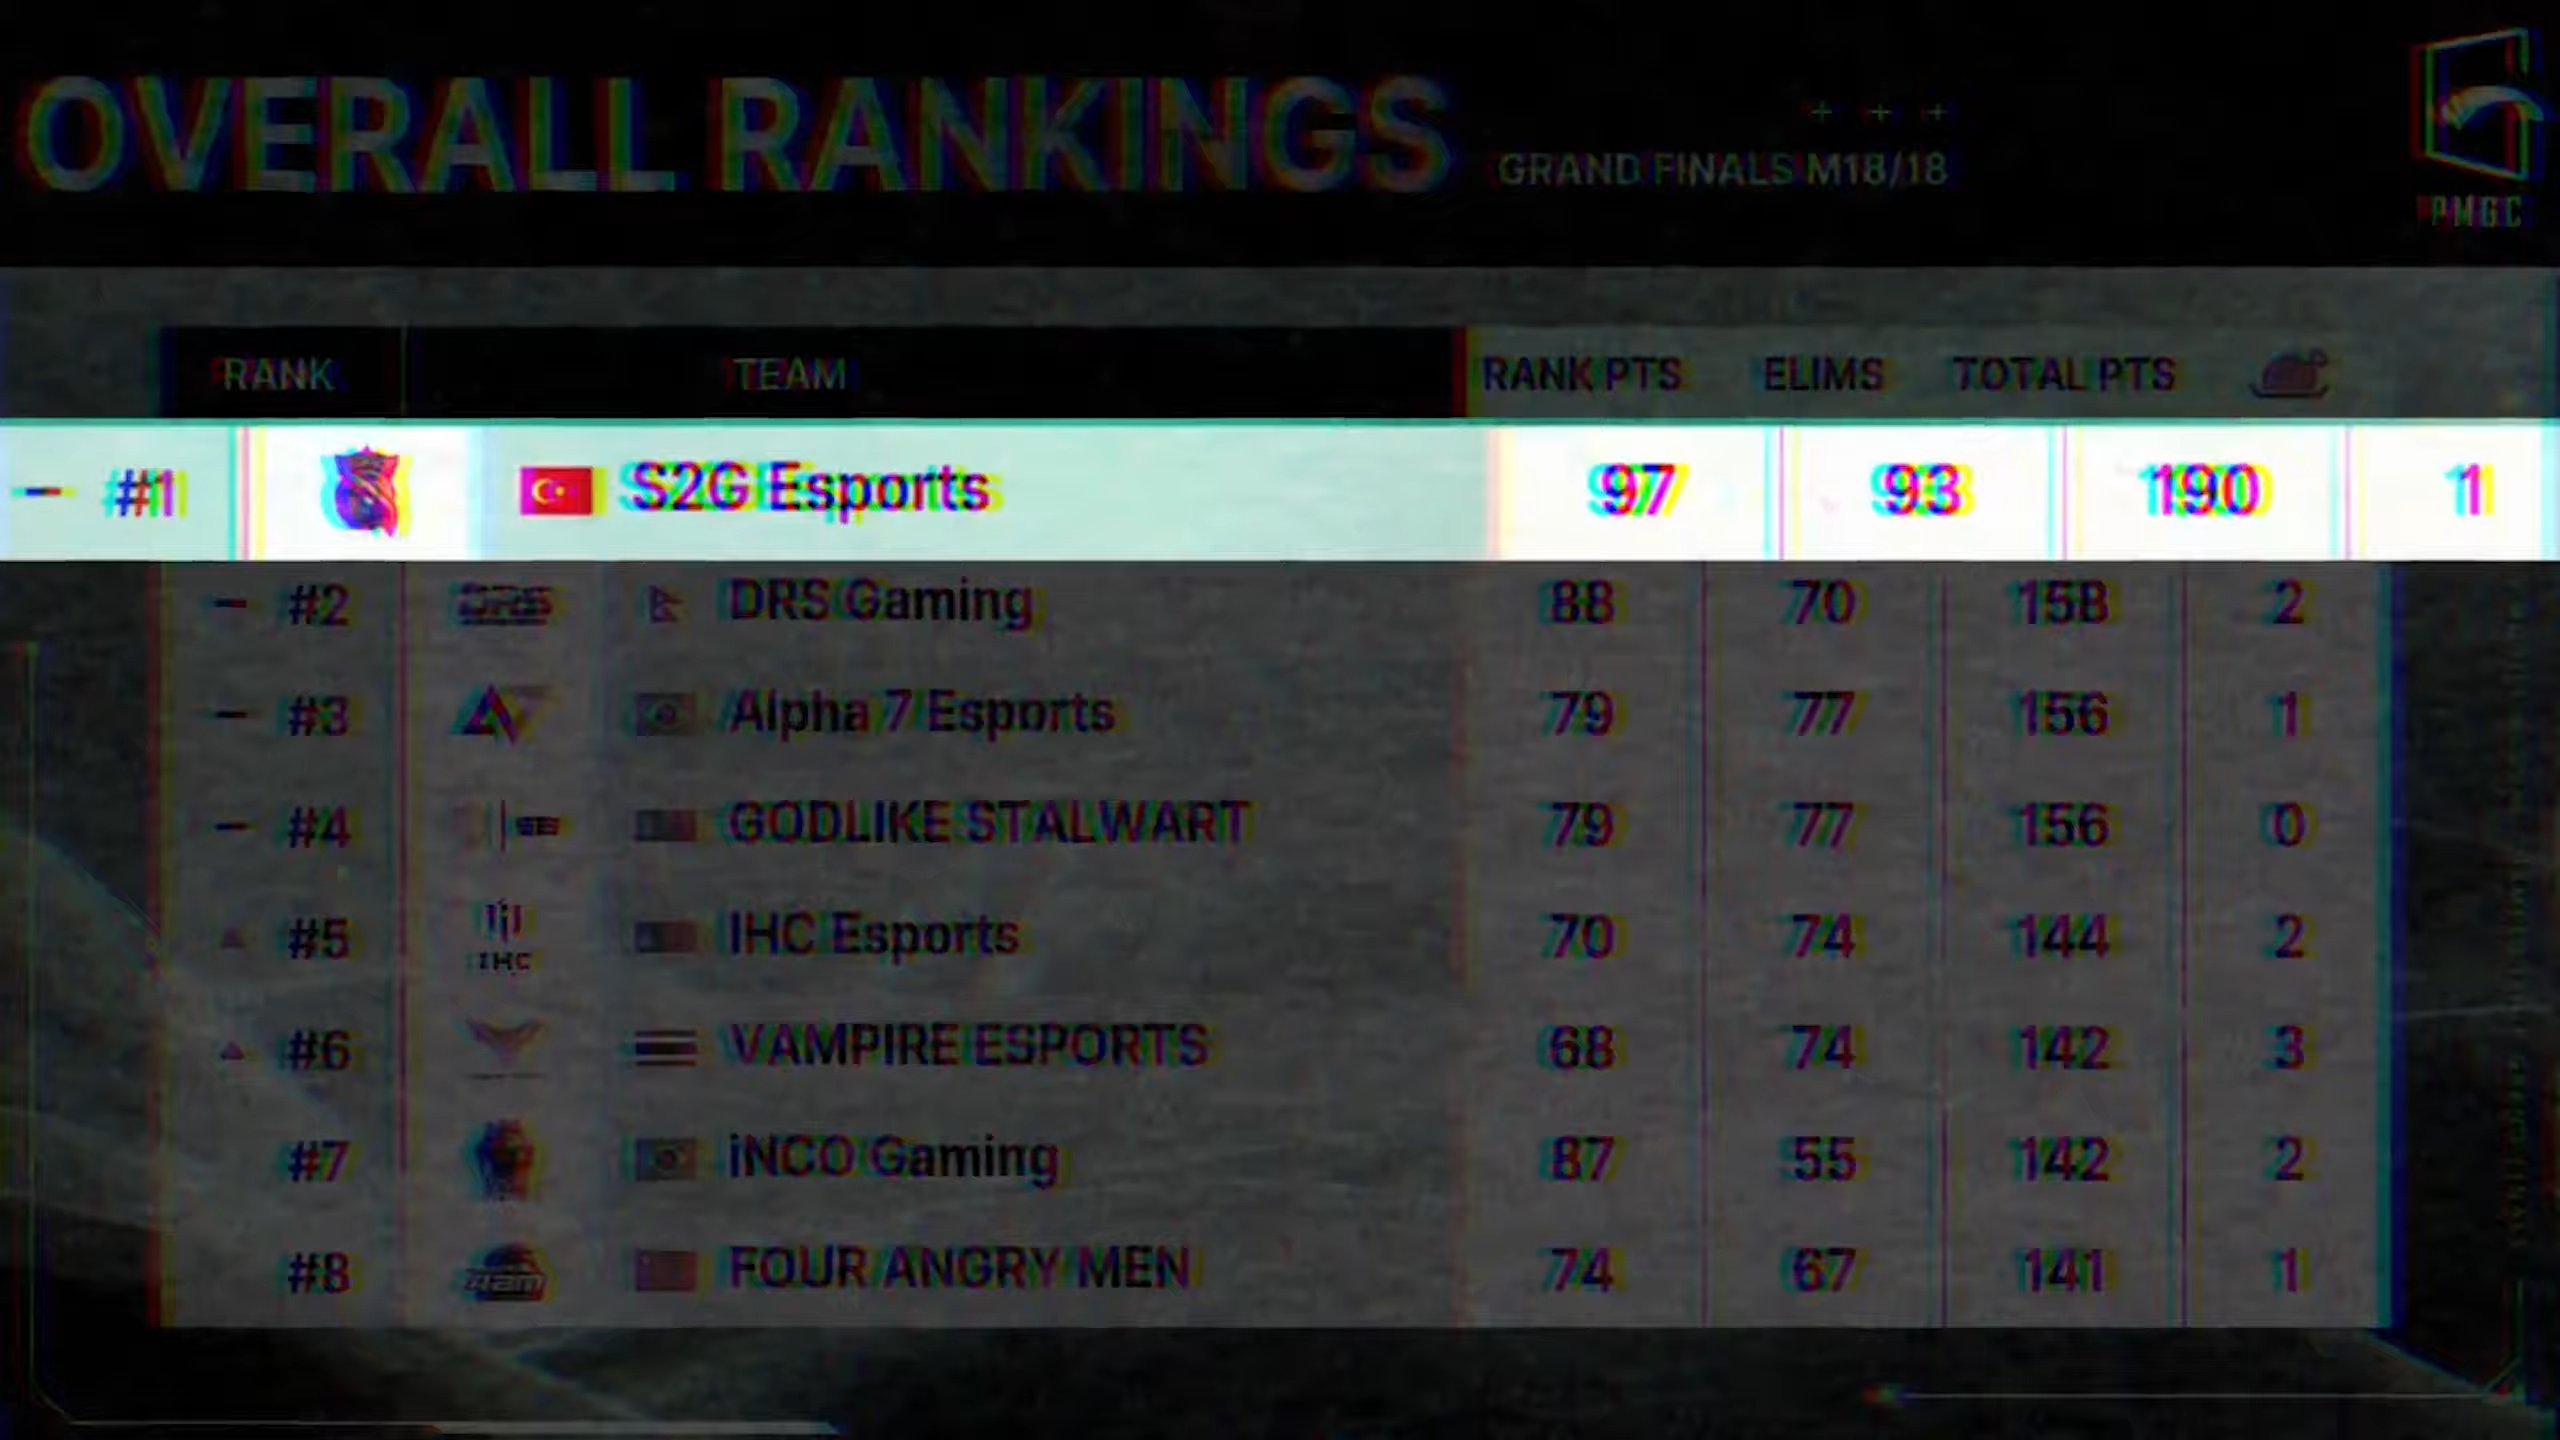 OVERALL RANKINGS GRAND FINALS M18/18
PMGC
RANK TEAM RANK PTS ELIMS TOTAL PTS
#1 S2G Esports 97 93 190 1
#2 DRS DRS Gaming 88 70 158 2
#3 Alpha 7 Esports 79 77 156 1
#4 GODLIKE STALWART 79 77 156 0
#5 IHC IHC Esports 70 74 144 2
#6 VAMPIRE ESPORTS 68 74 142 3
#7 iNCO Gaming 87 55 142 2
#8 4am FOUR ANGRY MEN 74 67 141 1